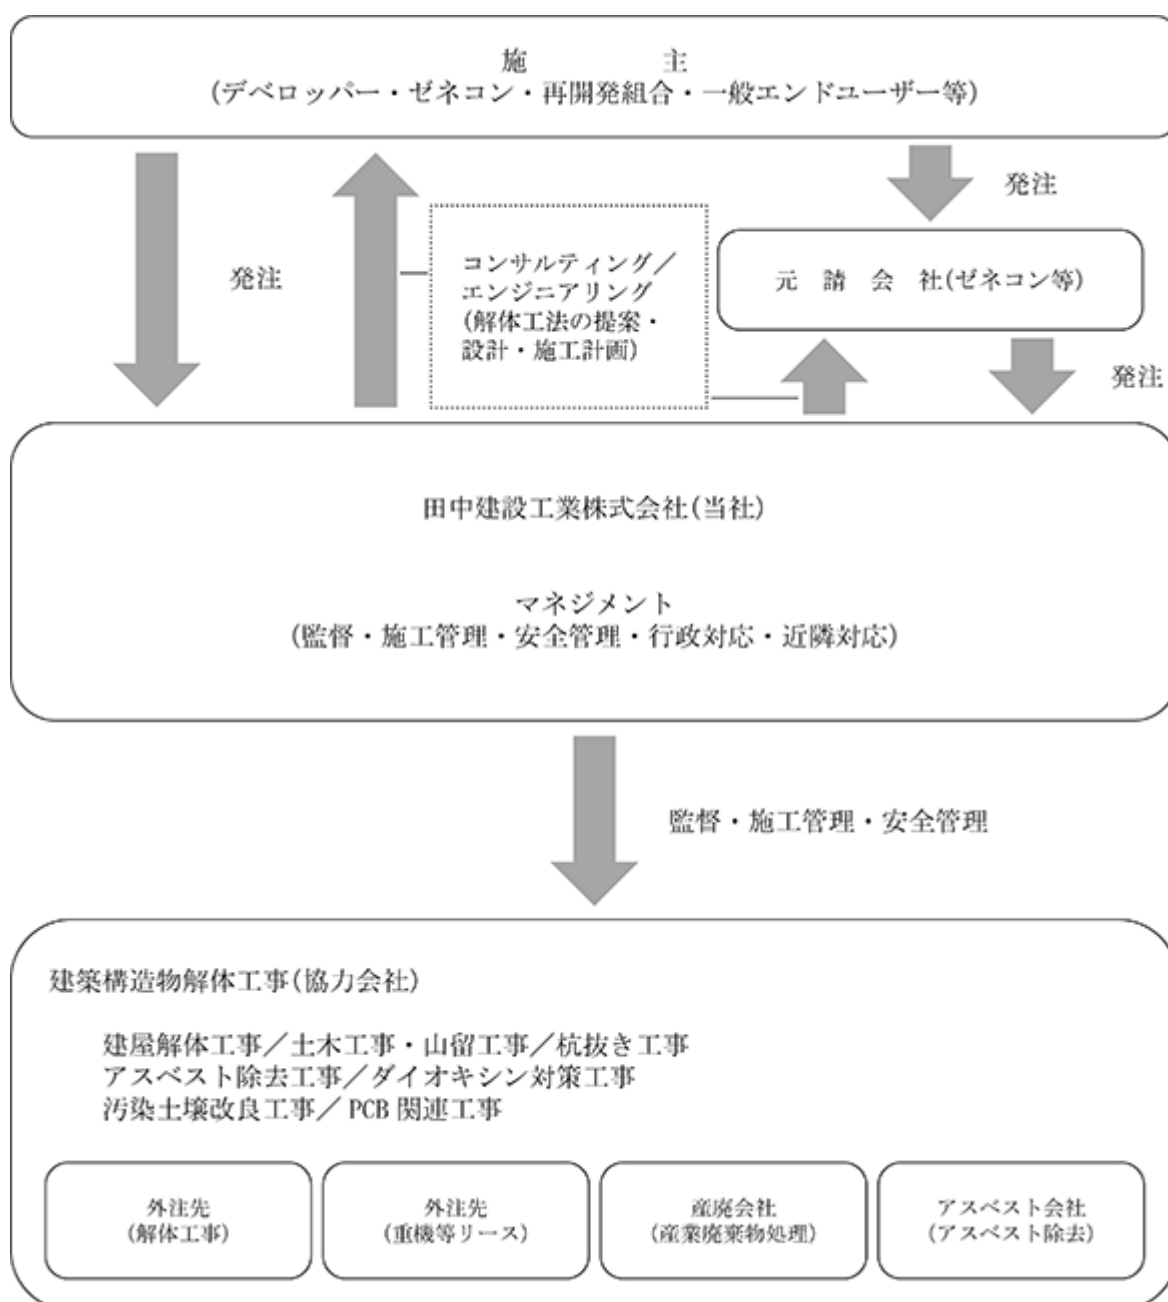 施 主
(デベロッパー・ゼネコン・再開発組合・一般エンドユーザー等)
発注
発注
コンサルティング／
エンジニアリング
(解体工法の提案・
設計・施工計画)
元 請 会 社(ゼネコン等)
発注
田中建設工業株式会社(当社)
マネジメント
(監督・施工管理・安全管理・行政対応・近隣対応)
監督・施工管理・安全管理
建築構造物解体工事(協力会社)
建屋解体工事／土木工事・山留工事／杭抜き工事
アスベスト除去工事／ダイオキシン対策工事
汚染土壌改良工事／PCB関連工事
外注先
(解体工事)
外注先
(重機等リース)
産廃会社
(産業廃棄物処理)
アスベスト会社
(アスベスト除去)